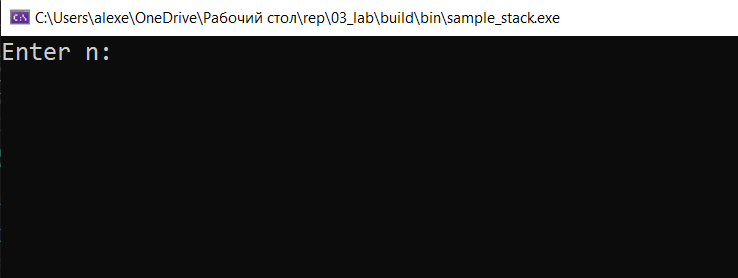 C:\Users\alexe\OneDrive\Рабочий стол\rep\03_lab\build\bin\sample_stack.exe
Enter n: